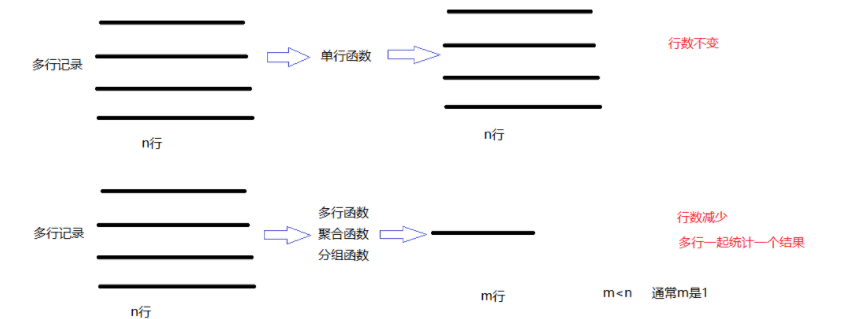 多行记录
单行函数
行数不变
n行
n行
多行记录
多行函数
聚合函数
分组函数
行数减少
多行一起统计一个结果
n行
m行
m<n 通常m是1